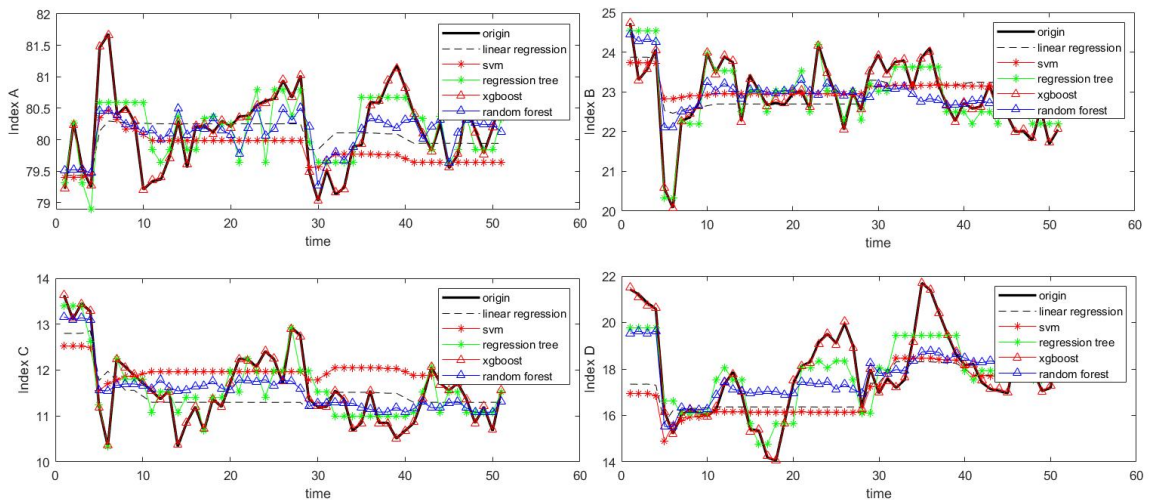 82
81.5
81
80.5
80
79.5
79
Index A
0
10
20
30
40
50
60
time
origin
linear regression
svm
regression tree
xgboost
random forest
25
24
23
22
21
20
Index B
0
10
20
30
40
50
60
time
origin
linear regression
svm
regression tree
xgboost
random forest
14
13
12
11
10
Index C
0
10
20
30
40
50
60
time
origin
linear regression
svm
regression tree
xgboost
random forest
22
20
18
16
14
Index D
0
10
20
30
40
50
60
time
origin
linear regression
svm
regression tree
xgboost
random forest